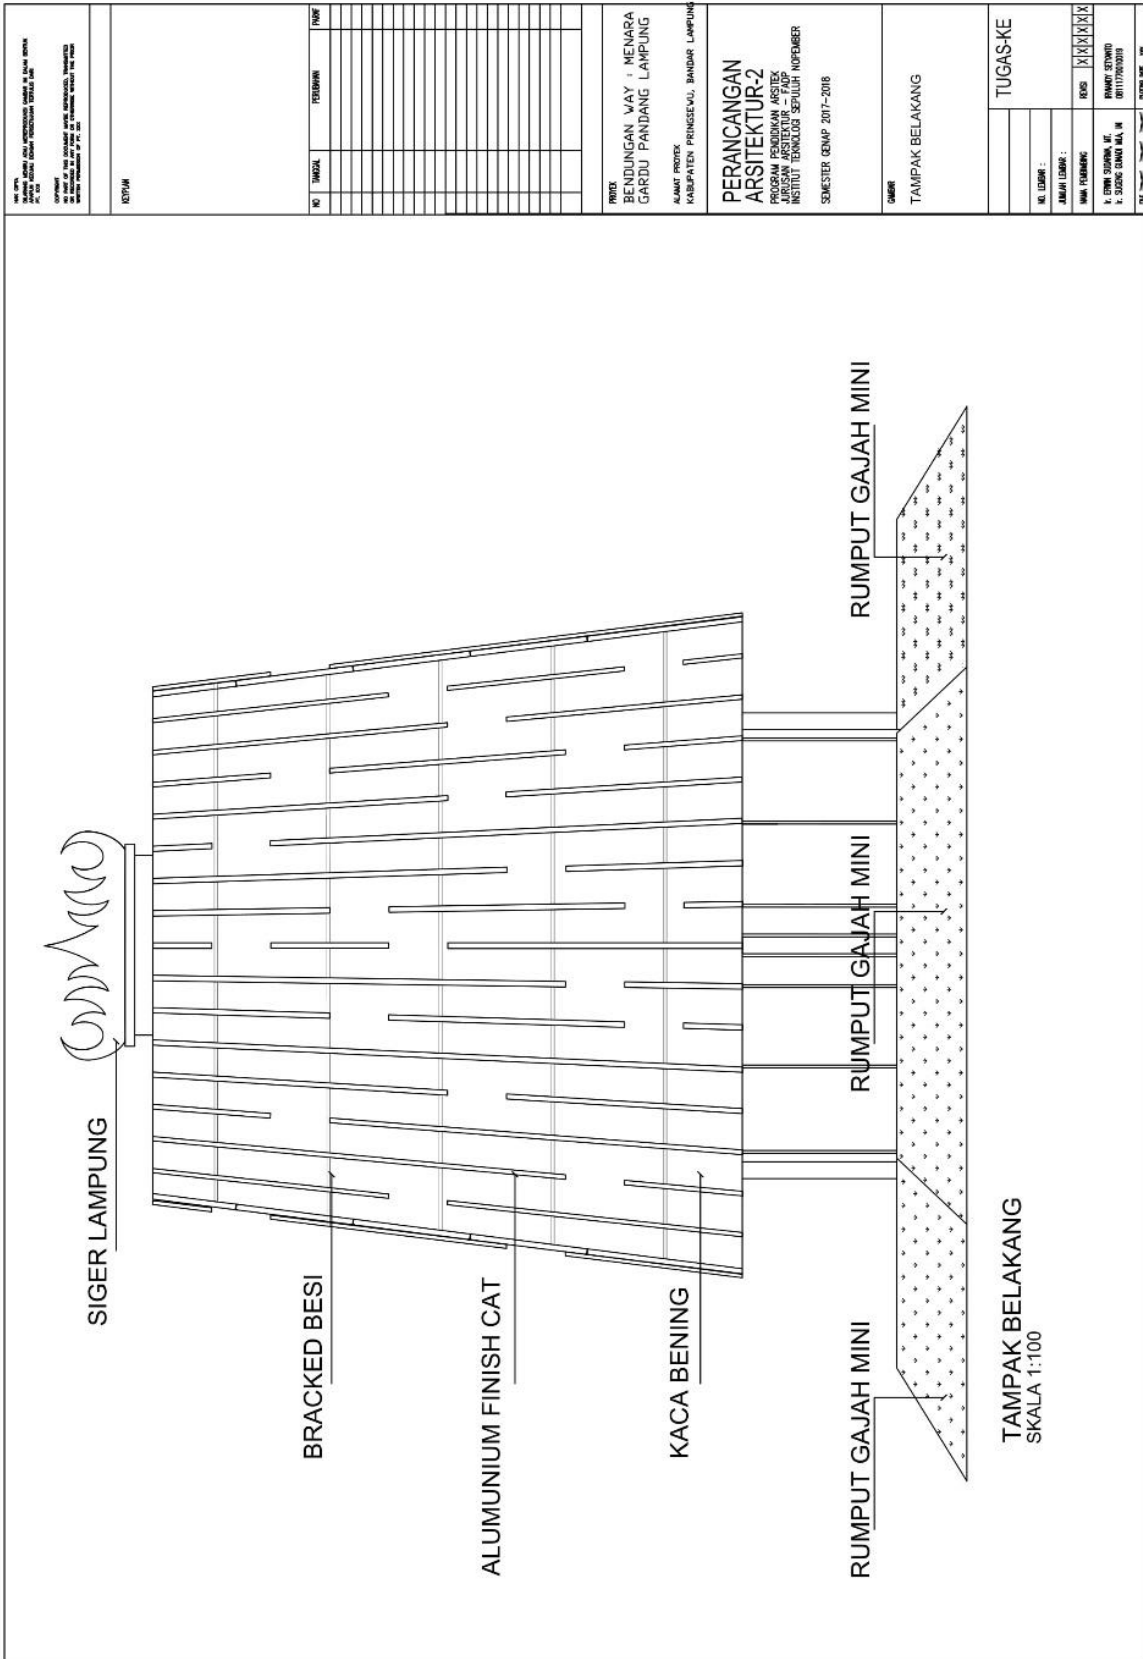 SIGER LAMPUNG
BRACKED BESI
ALUMUNIUM FINISH CAT
KACA BENING
RUMPUT GAJAH MINI
RUMPUT GAJAH MINI
RUMPUT GAJAH MINI
TAMPAK BELAKANG
SKALA 1:100
KEYPLAN
NO
TANGGAL
PERUBAHAN
PARAF
PROYEK
BENDUNGAN WAY : MENARA
GARDU PANDANG LAMPUNG
ALAMAT PROYEK
KABUPATEN PRINGSEWU, BANDAR LAMPUNG
PERANCANGAN
ARSITEKTUR-2
PROGRAM PENDIDIKAN ARSITEK
JURUSAN ARSITEKTUR - FADP
INSTITUT TEKNOLOGI SEPULUH NOPEMBER
SEMESTER GENAP 2017-2018
GAMBAR
TAMPAK BELAKANG
TUGAS-KE
NO. LEMBAR :
JUMLAH LEMBAR :
NAMA PEMBIMBING
REVISI X X X X X X